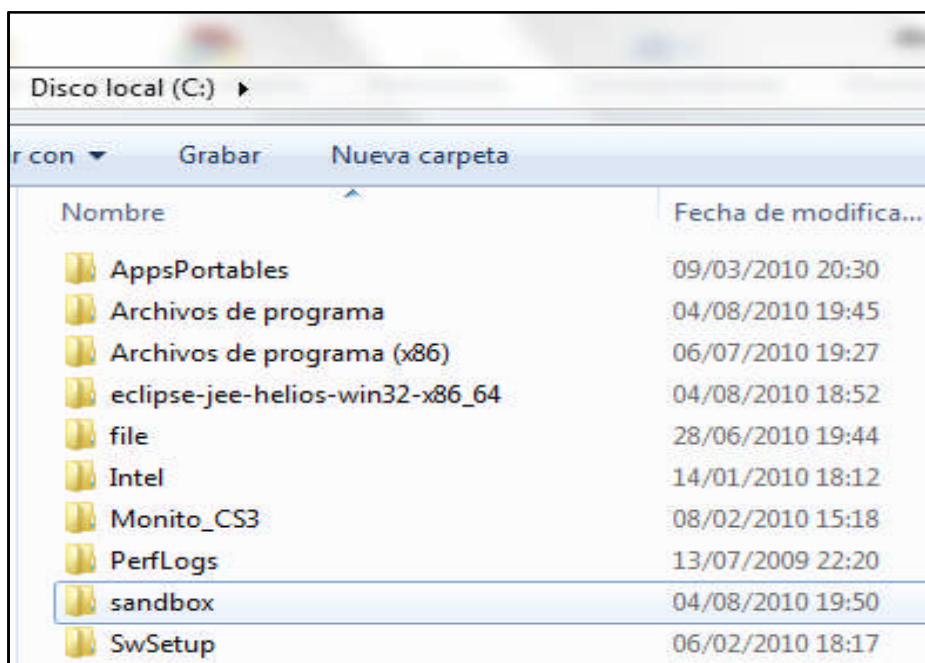 Disco local (C:)
r con Grabar Nueva carpeta
Nombre Fecha de modifica...
AppsPortables 09/03/2010 20:30
Archivos de programa 04/08/2010 19:45
Archivos de programa (x86) 06/07/2010 19:27
eclipse-jee-helios-win32-x86_64 04/08/2010 18:52
file 28/06/2010 19:44
Intel 14/01/2010 18:12
Monito_CS3 08/02/2010 15:18
PerfLogs 13/07/2009 22:20
sandbox 04/08/2010 19:50
SwSetup 06/02/2010 18:17